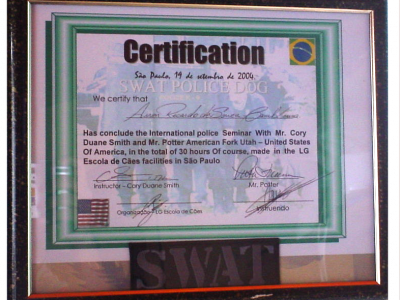 Certification
São Paulo, 19 de setembro de 2004.
SWAT POLICE DOG
We certify that
Has conclude the International police Seminar With Mr. Cory
Duane Smith and Mr. Potter American Fork Utah – United States
Of America, in the total of 30 hours Of course, made in the LG
Escola de Cães facilities in São Paulo
Instructor – Cory Duane Smith
Mr. Potter
Organização – LG Escola de Cães
Instruendo
SWAT